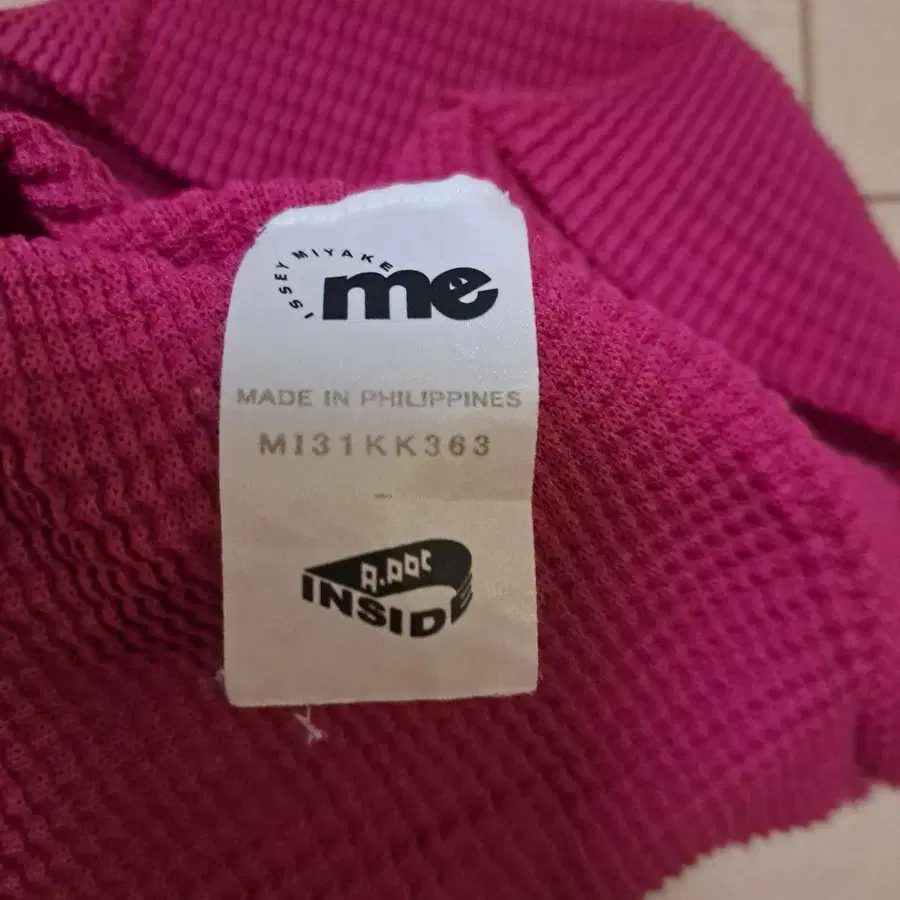 ISSEY MIYAKE
me
MADE IN PHILIPPINES
MI31KK363
A.POC
INSIDE